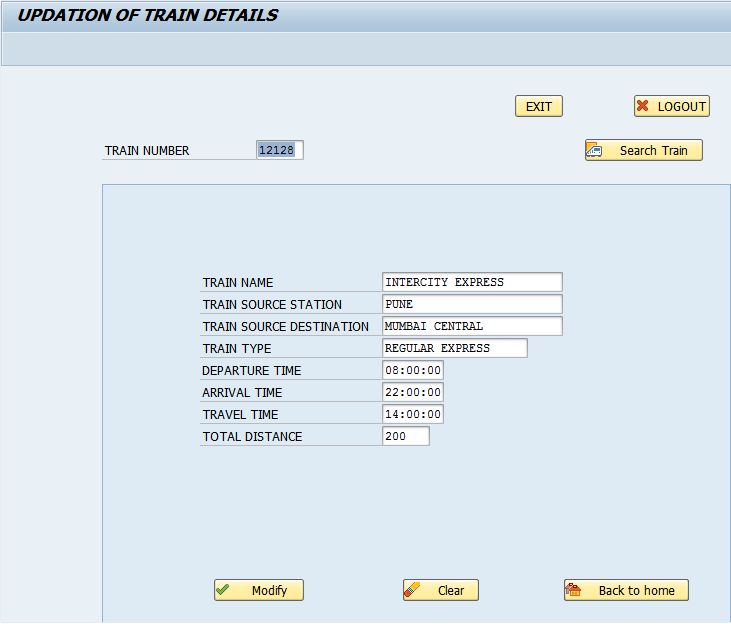 UPDATION OF TRAIN DETAILS
EXIT
LOGOUT
TRAIN NUMBER 12128
Search Train
TRAIN NAME INTERCITY EXPRESS
TRAIN SOURCE STATION PUNE
TRAIN SOURCE DESTINATION MUMBAI CENTRAL
TRAIN TYPE REGULAR EXPRESS
DEPARTURE TIME 08:00:00
ARRIVAL TIME 22:00:00
TRAVEL TIME 14:00:00
TOTAL DISTANCE 200
Modify
Clear
Back to home